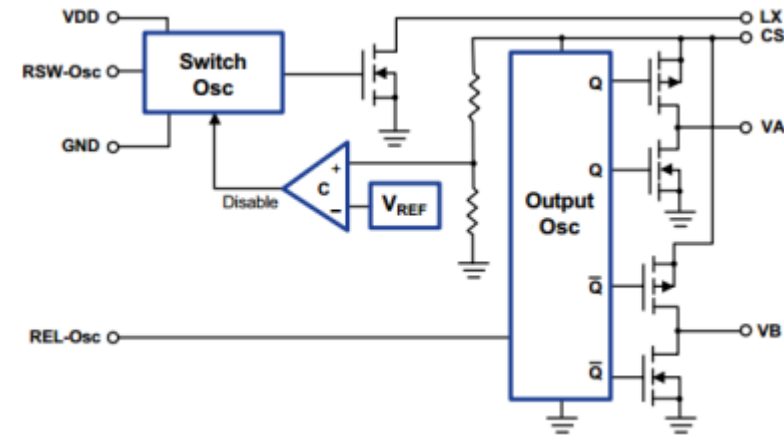 VDD
LX
CS
RSW-Osc
Switch
Osc
Q
VA
GND
+
C
Disable
−
VREF
Q
Output
Osc
Q̅
REL-Osc
VB
Q̅